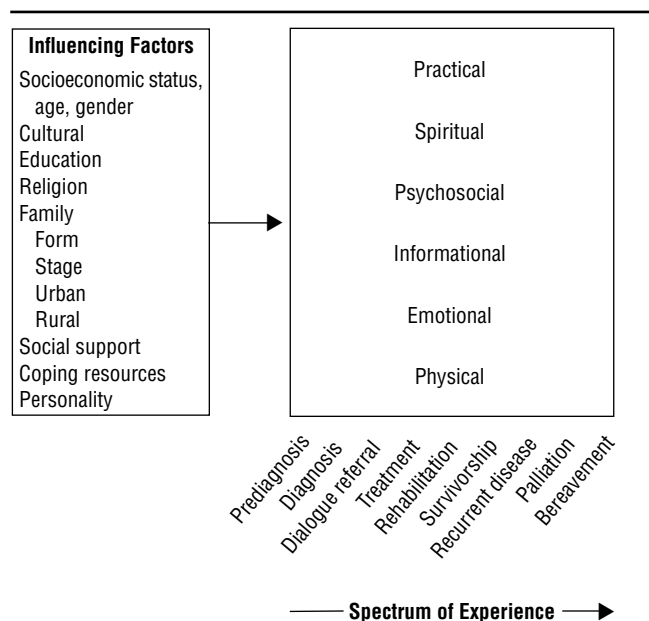 Influencing Factors
Socioeconomic status,
age, gender
Cultural
Education
Religion
Family
Form
Stage
Urban
Rural
Social support
Coping resources
Personality
Practical
Spiritual
Psychosocial
Informational
Emotional
Physical
Prediagnosis
Diagnosis
Dialogue referral
Treatment
Rehabilitation
Survivorship
Recurrent disease
Palliation
Bereavement
Spectrum of Experience